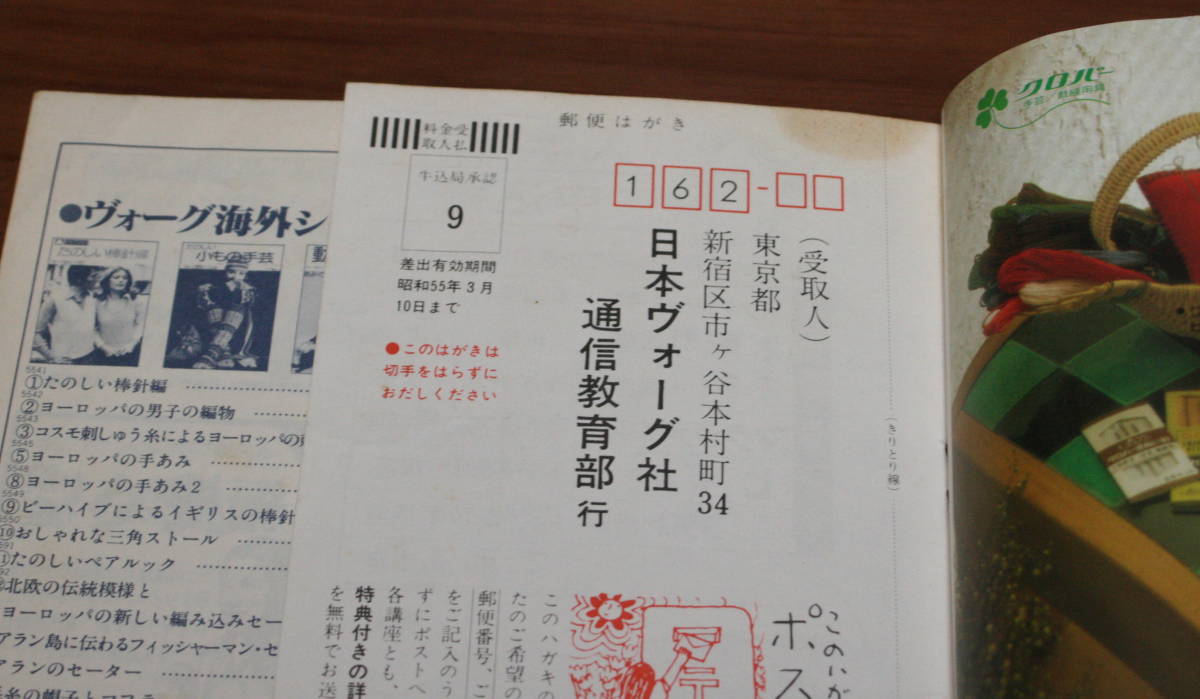 ●ヴォーグ海外シ
たのしい棒針編
小もの手芸
動
5541
①たのしい棒針編
5542
②ヨーロッパの男子の編物
5543
③コスモ刺しゅう糸によるヨーロッパの
5545
⑤ヨーロッパの手あみ
5548
⑧ヨーロッパの手あみ2
5549
⑨ビーハイブによるイギリスの棒針
5550
⑩おしゃれな三角ストール
たのしいペアルック
北欧の伝統模様と
ヨーロッパの新しい編み込みセー
アラン島に伝わるフィッシャーマン・セ
アランのセーター
郵便はがき
料金受
取人払
牛込局承認
9
差出有効期間
昭和55年3月
10日まで
●このはがきは
切手をはらずに
おだしください
162-
(受取人)
東京都
新宿区市ヶ谷本村町34
日本ヴォーグ社
通信教育部 行
(きりとり線)
このハガキの
たのご希望の
郵便番号、ご
をご記入のう
ずにポストへ
各講座とも、
特典付きの詳
を無料でお送
このいが
ポス
クロバー
手芸/裁縫用具